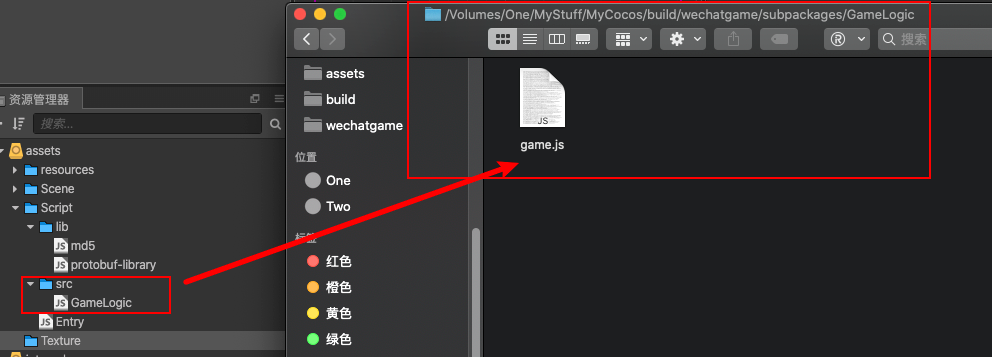 /Volumes/One/MyStuff/MyCocos/build/wechatgame/subpackages/GameLogic
搜索
assets
build
wechatgame
位置
One
Two
标签
红色
橙色
黄色
绿色
JS
game.js
资源管理器
搜索...
assets
resources
Scene
Script
lib
JS md5
JS protobuf-library
src
JS GameLogic
JS Entry
Texture